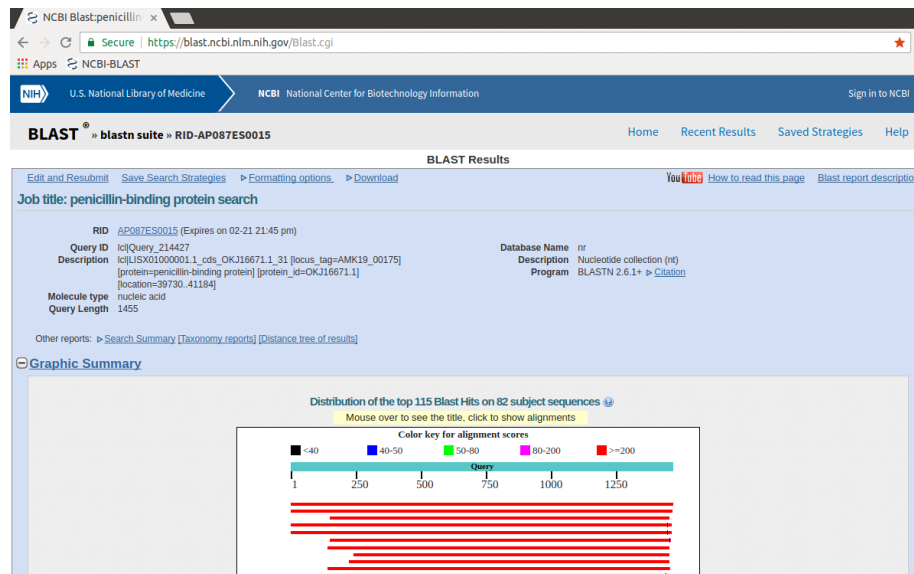 NCBI Blast:penicillin
Secure https://blast.ncbi.nlm.nih.gov/Blast.cgi
Apps NCBI-BLAST
NIH U.S. National Library of Medicine NCBI National Center for Biotechnology Information Sign in to NCBI
BLAST ® » blastn suite » RID-AP087ES0015 Home Recent Results Saved Strategies Help
BLAST Results
Edit and Resubmit Save Search Strategies Formatting options Download YouTube How to read this page Blast report descriptio
Job title: penicillin-binding protein search
RID AP087ES0015 (Expires on 02-21 21:45 pm)
Query ID lcl|Query_214427 Database Name nr
Description lcl|LISX01000001.1_cds_OKJ16671.1_31 [locus_tag=AMK19_00175] Description Nucleotide collection (nt)
[protein=penicillin-binding protein] [protein_id=OKJ16671.1] Program BLASTN 2.6.1+ Citation
[location=39730..41184]
Molecule type nucleic acid
Query Length 1455
Other reports: Search Summary [Taxonomy reports] [Distance tree of results]
Graphic Summary
Distribution of the top 115 Blast Hits on 82 subject sequences
Mouse over to see the title, click to show alignments
Color key for alignment scores
<40 40-50 50-80 80-200 >=200
Query
1 250 500 750 1000 1250